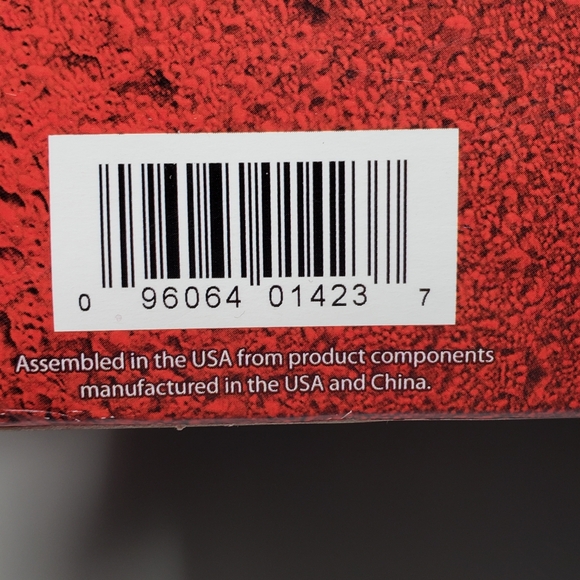 0 96064 01423 7
Assembled in the USA from product components
manufactured in the USA and China.